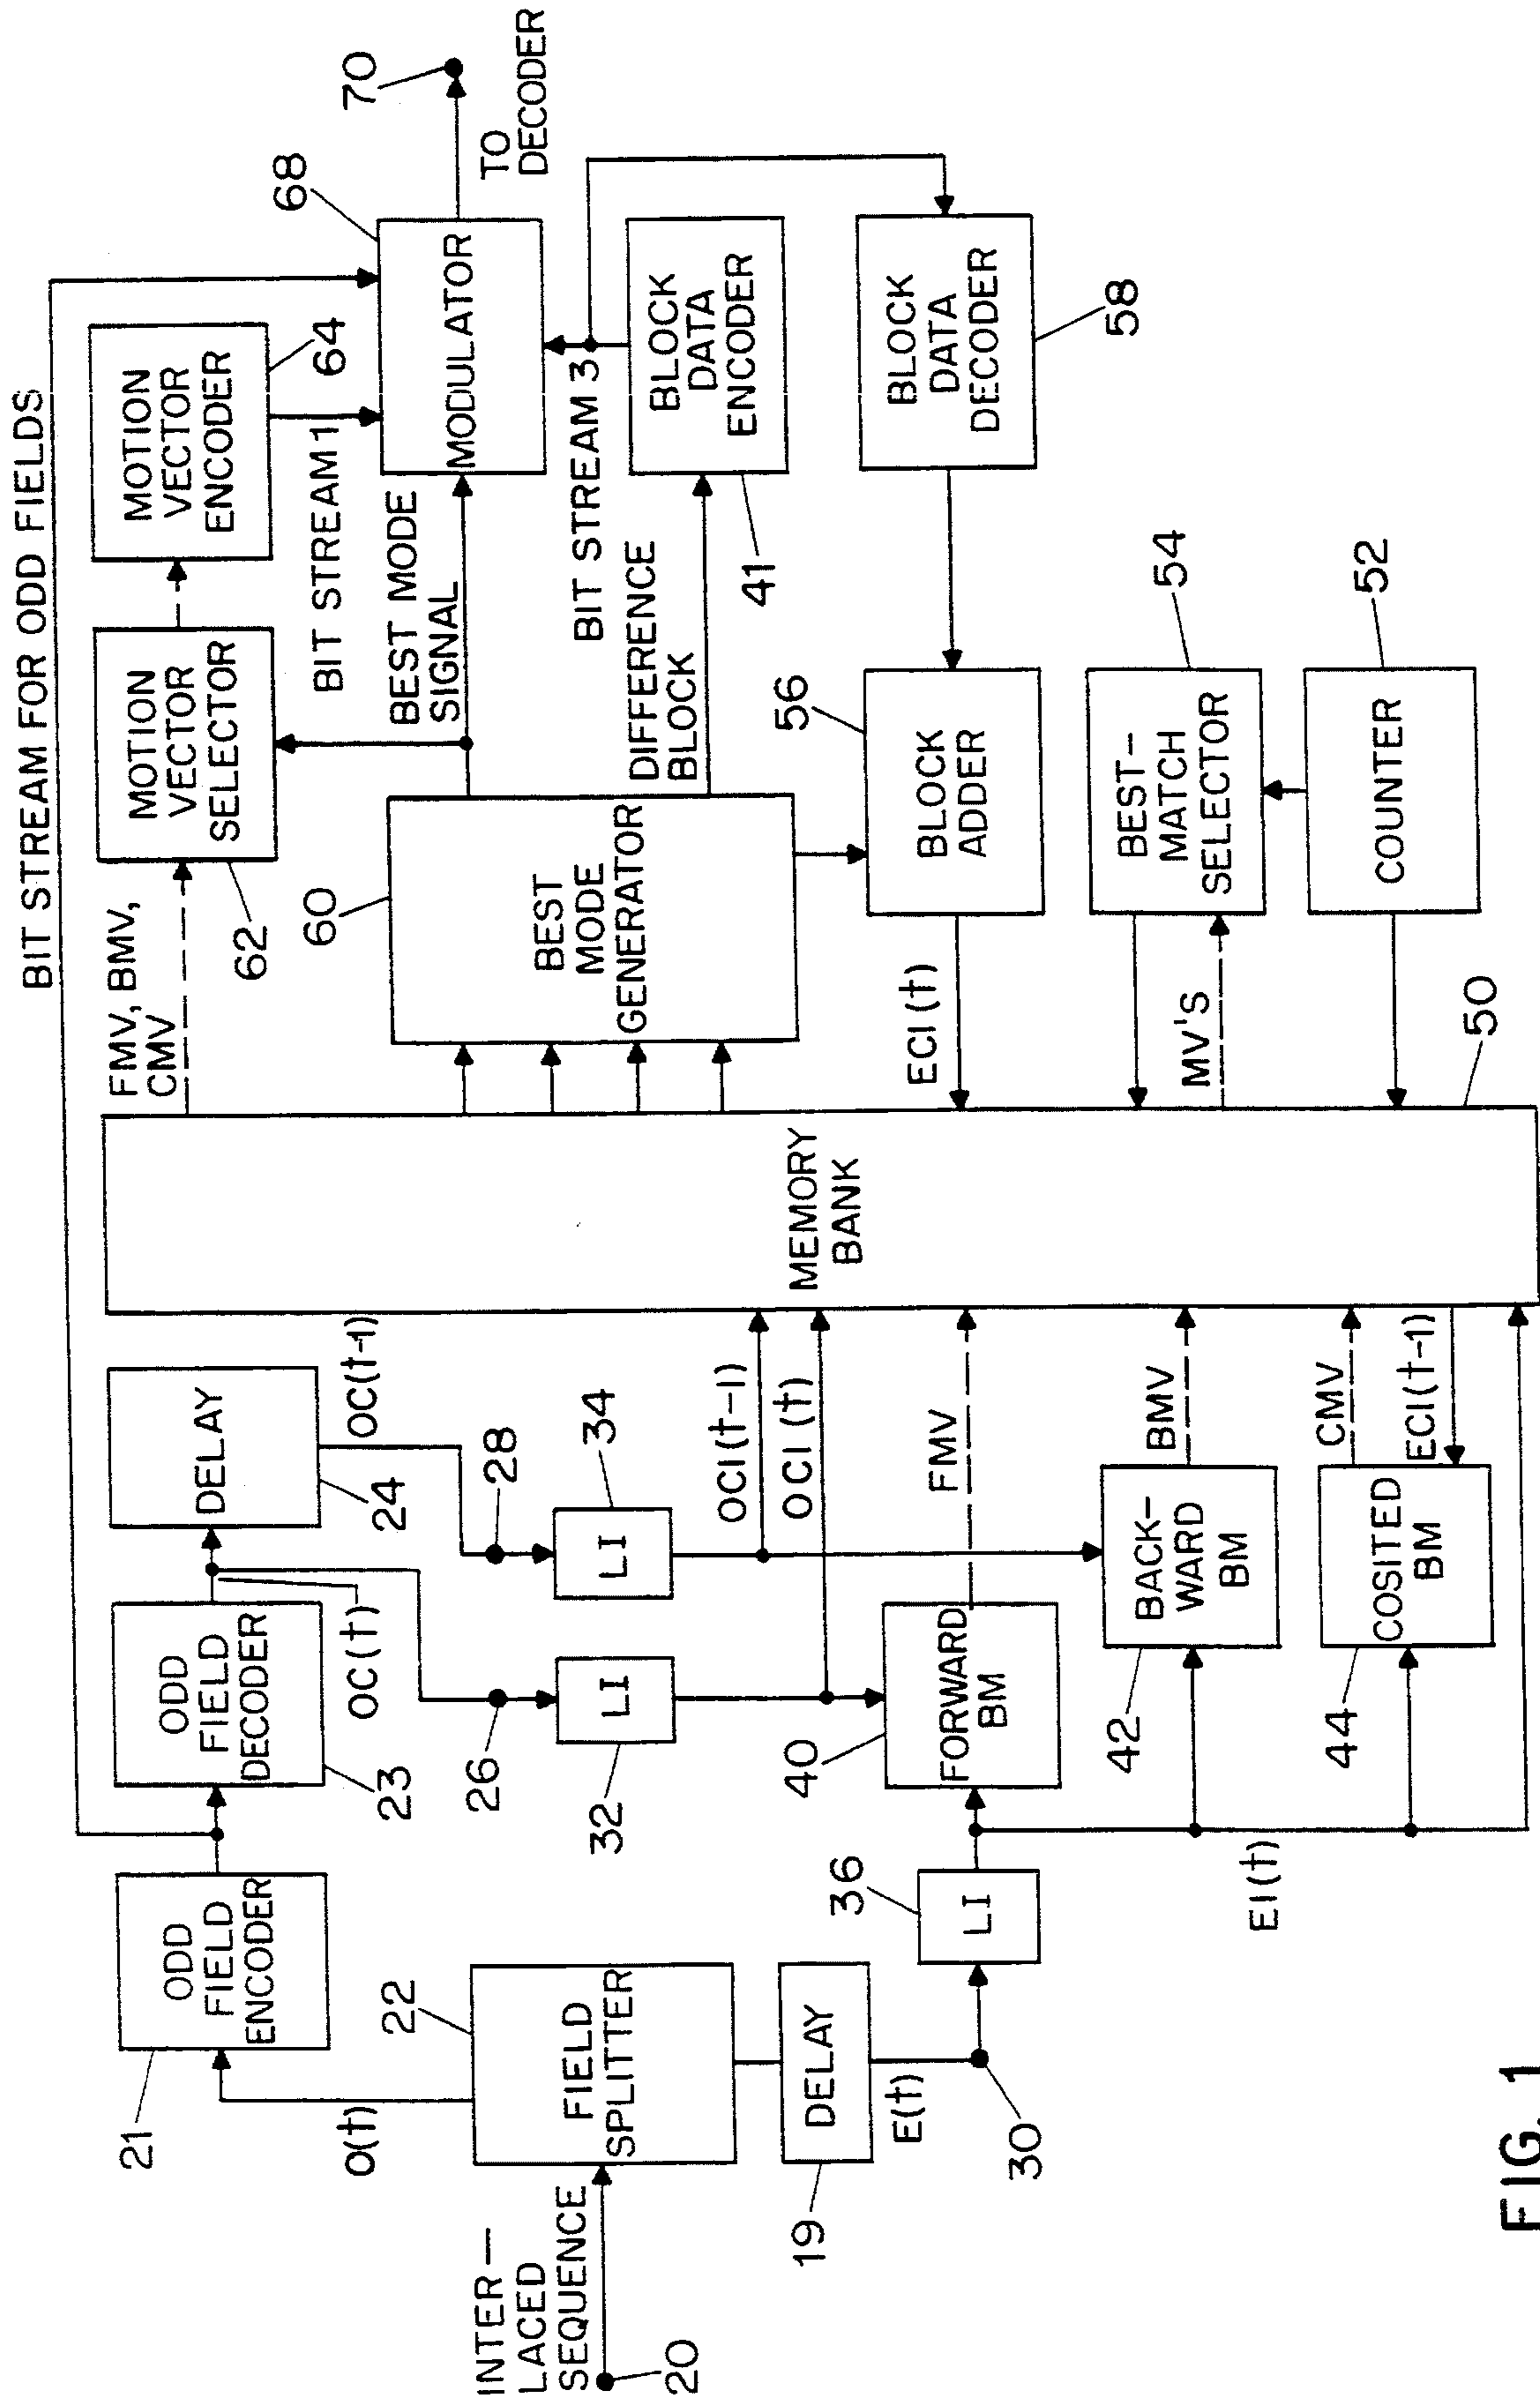 BIT STREAM FOR ODD FIELDS
21
ODD
FIELD
ENCODER
O(t)
INTER-
LACED
SEQUENCE
20
22
FIELD
SPLITTER
DELAY
19
E(t)
30
36
LI
EI(t)
ODD
FIELD
DECODER
23
OC(t)
DELAY
24
OC(t-1)
26
28
LI
32
LI
34
OCI(t-1)
OCI(t)
40
FORWARD
BM
FMV
42
BACK-
WARD
BM
BMV
44
COSITED
BM
CMV
ECI(t-1)
MEMORY
BANK
50
FMV, BMV,
CMV
62
MOTION
VECTOR
SELECTOR
MOTION
VECTOR
ENCODER
64
BIT STREAM 1
60
BEST
MODE
GENERATOR
BEST MODE
SIGNAL
68
MODULATOR
70
TO
DECODER
BIT STREAM 3
DIFFERENCE
BLOCK
BLOCK
DATA
ENCODER
41
56
BLOCK
ADDER
ECI(t)
BLOCK
DATA
DECODER
58
BEST-
MATCH
SELECTOR
54
MV'S
COUNTER
52
FIG. 1